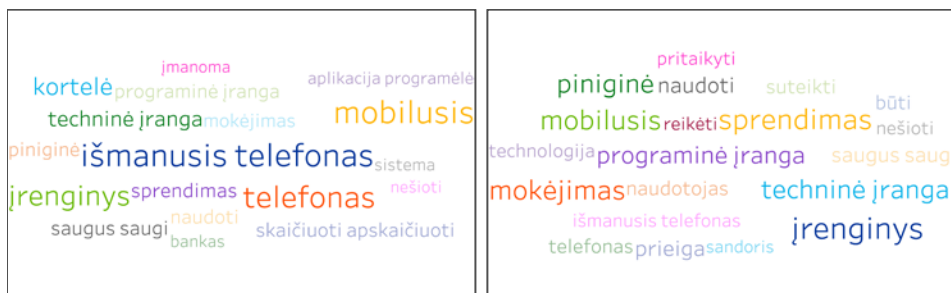 įmanoma
kortelė
programinė įranga
aplikacija programėlė
techninė įranga
mokėjimas
mobilusis
piniginė
išmanusis telefonas
sistema
įrenginys
sprendimas
telefonas
nešioti
saugus saugi
naudoti
bankas
skaičiuoti apskaičiuoti
pritaikyti
piniginė
naudoti
suteikti
būti
mobilusis
reikėti
sprendimas
nešioti
technologija
programinė įranga
saugus saug
mokėjimas
naudotojas
techninė įranga
išmanusis telefonas
įrenginys
telefonas
prieiga
sandoris